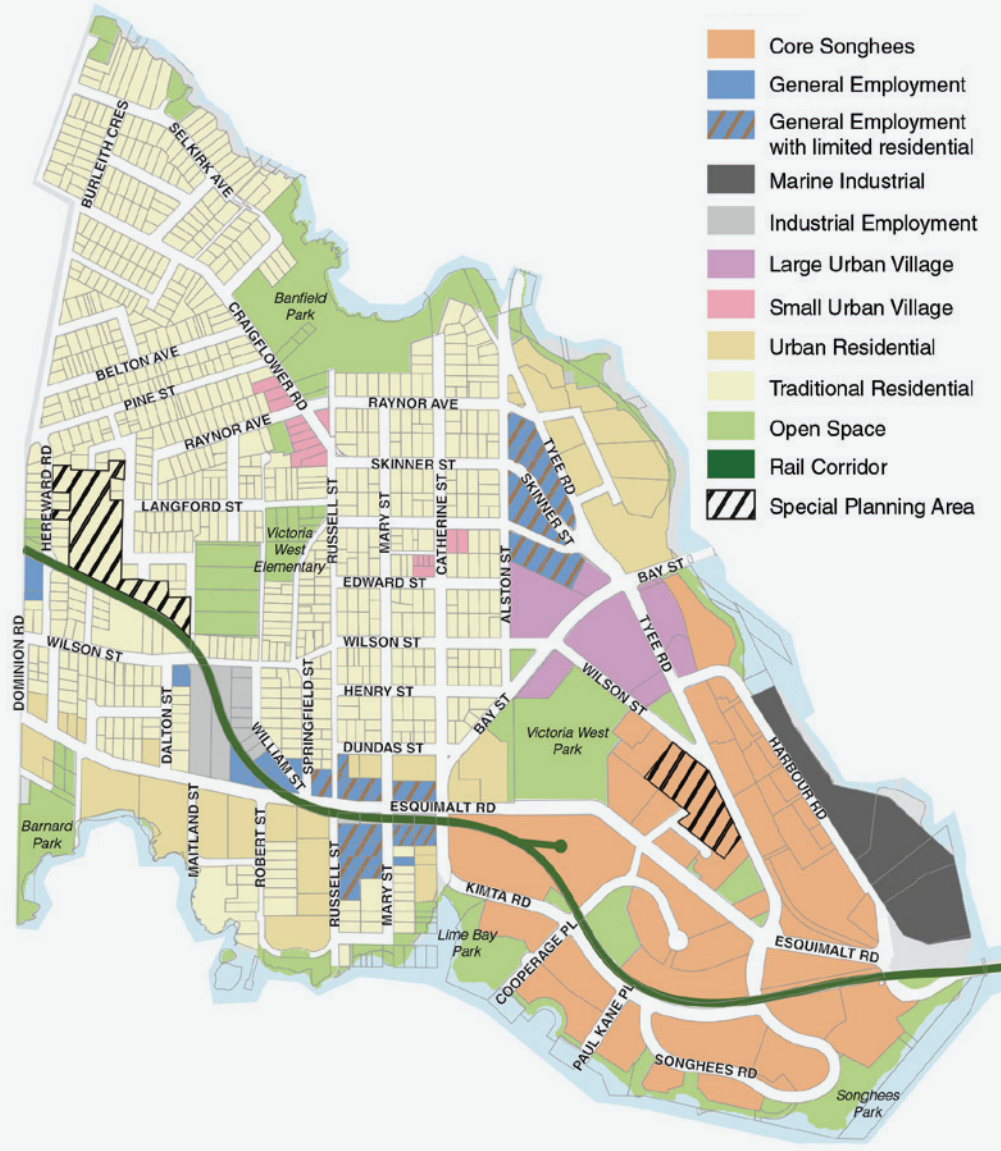 Core Songhees
General Employment
General Employment
with limited residential
Marine Industrial
Industrial Employment
Large Urban Village
Small Urban Village
Urban Residential
Traditional Residential
Open Space
Rail Corridor
Special Planning Area
BURLEITH CRES
SELKIRK AVE
Banfield
Park
CRAIGFLOWER RD
BELTON AVE
PINE ST
RAYNOR AVE
RAYNOR AVE
HEREWARD RD
LANGFORD ST
SKINNER ST
TYEE RD
SKINNER ST
Victoria
West
Elementary
RUSSELL ST
MARY ST
CATHERINE ST
ALSTON ST
EDWARD ST
BAY ST
DOMINION RD
WILSON ST
WILSON ST
WILSON ST
TYEE RD
HENRY ST
DALTON ST
SPRINGFIELD ST
WILLIAM ST
DUNDAS ST
BAY ST
Victoria West
Park
HARBOUR RD
ESQUIMALT RD
Barnard
Park
MAITLAND ST
ROBERT ST
RUSSELL ST
MARY ST
KIMTA RD
Lime Bay
Park
COOPERAGE PL
ESQUIMALT RD
PAUL KANE PL
SONGHEES RD
Songhees
Park